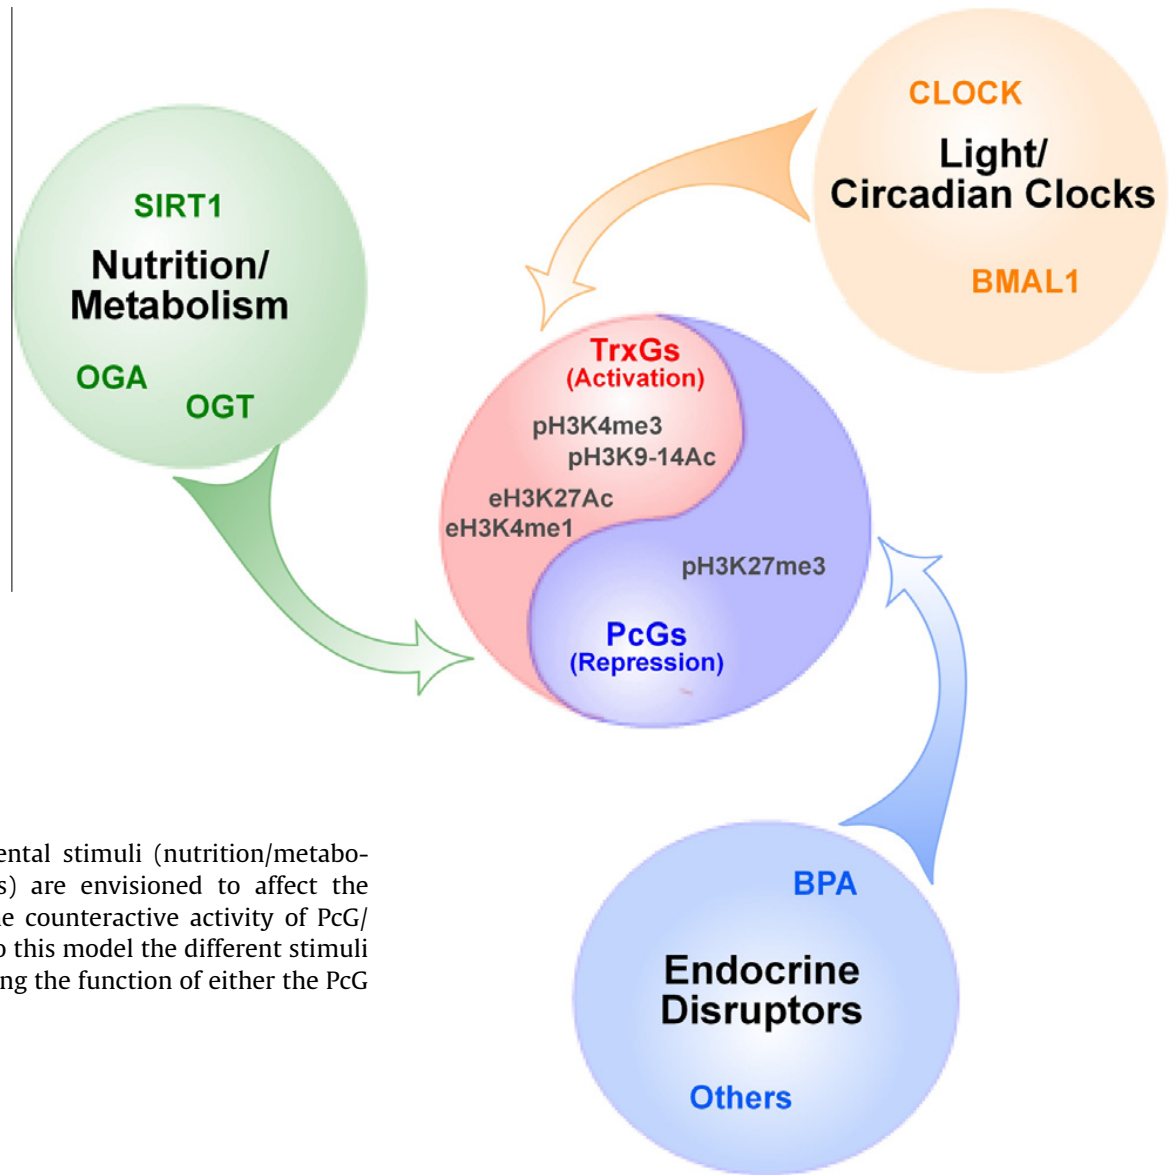 CLOCK
Light/
Circadian Clocks
BMAL1
SIRT1
Nutrition/
Metabolism
OGA
OGT
TrxGs
(Activation)
pH3K4me3
pH3K9-14Ac
eH3K27Ac
eH3K4me1
pH3K27me3
PcGs
(Repression)
ental stimuli (nutrition/metabo-
s) are envisioned to affect the
e counteractive activity of PcG/
o this model the different stimuli
ng the function of either the PcG
BPA
Endocrine
Disruptors
Others